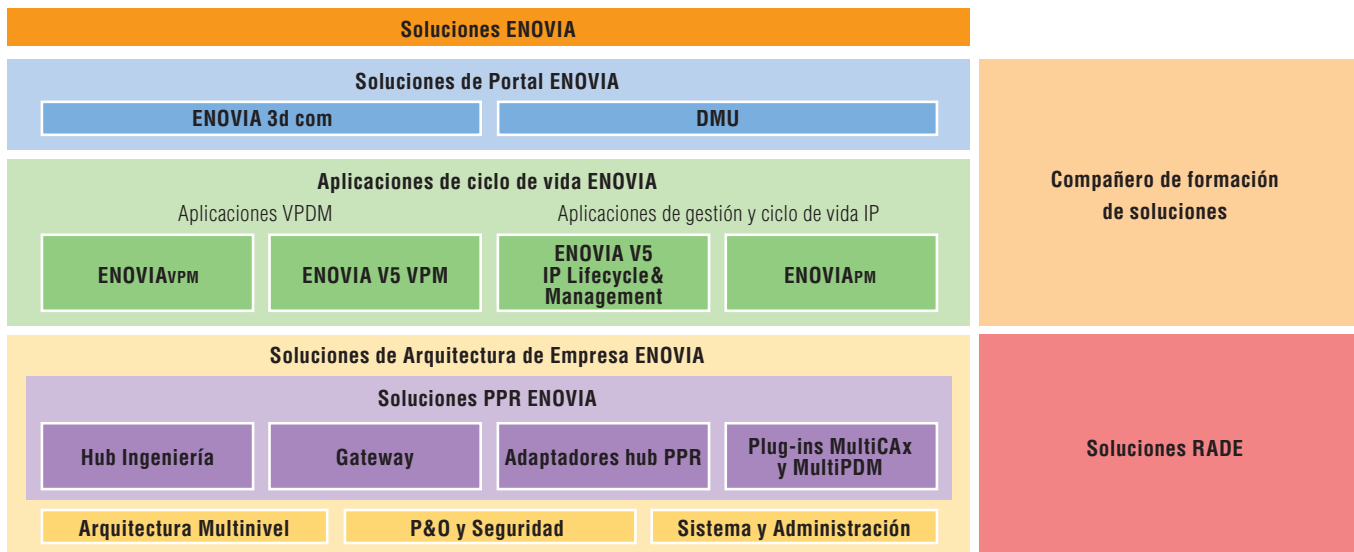 Soluciones ENOVIA
Soluciones de Portal ENOVIA
ENOVIA 3d com
DMU
Aplicaciones de ciclo de vida ENOVIA
Aplicaciones VPDM
Aplicaciones de gestión y ciclo de vida IP
ENOVIAVPM
ENOVIA V5 VPM
ENOVIA V5
IP Lifecycle&
Management
ENOVIAPM
Compañero de formación
de soluciones
Soluciones de Arquitectura de Empresa ENOVIA
Soluciones PPR ENOVIA
Hub Ingeniería
Gateway
Adaptadores hub PPR
Plug-ins MultiCAx
y MultiPDM
Arquitectura Multinivel
P&O y Seguridad
Sistema y Administración
Soluciones RADE